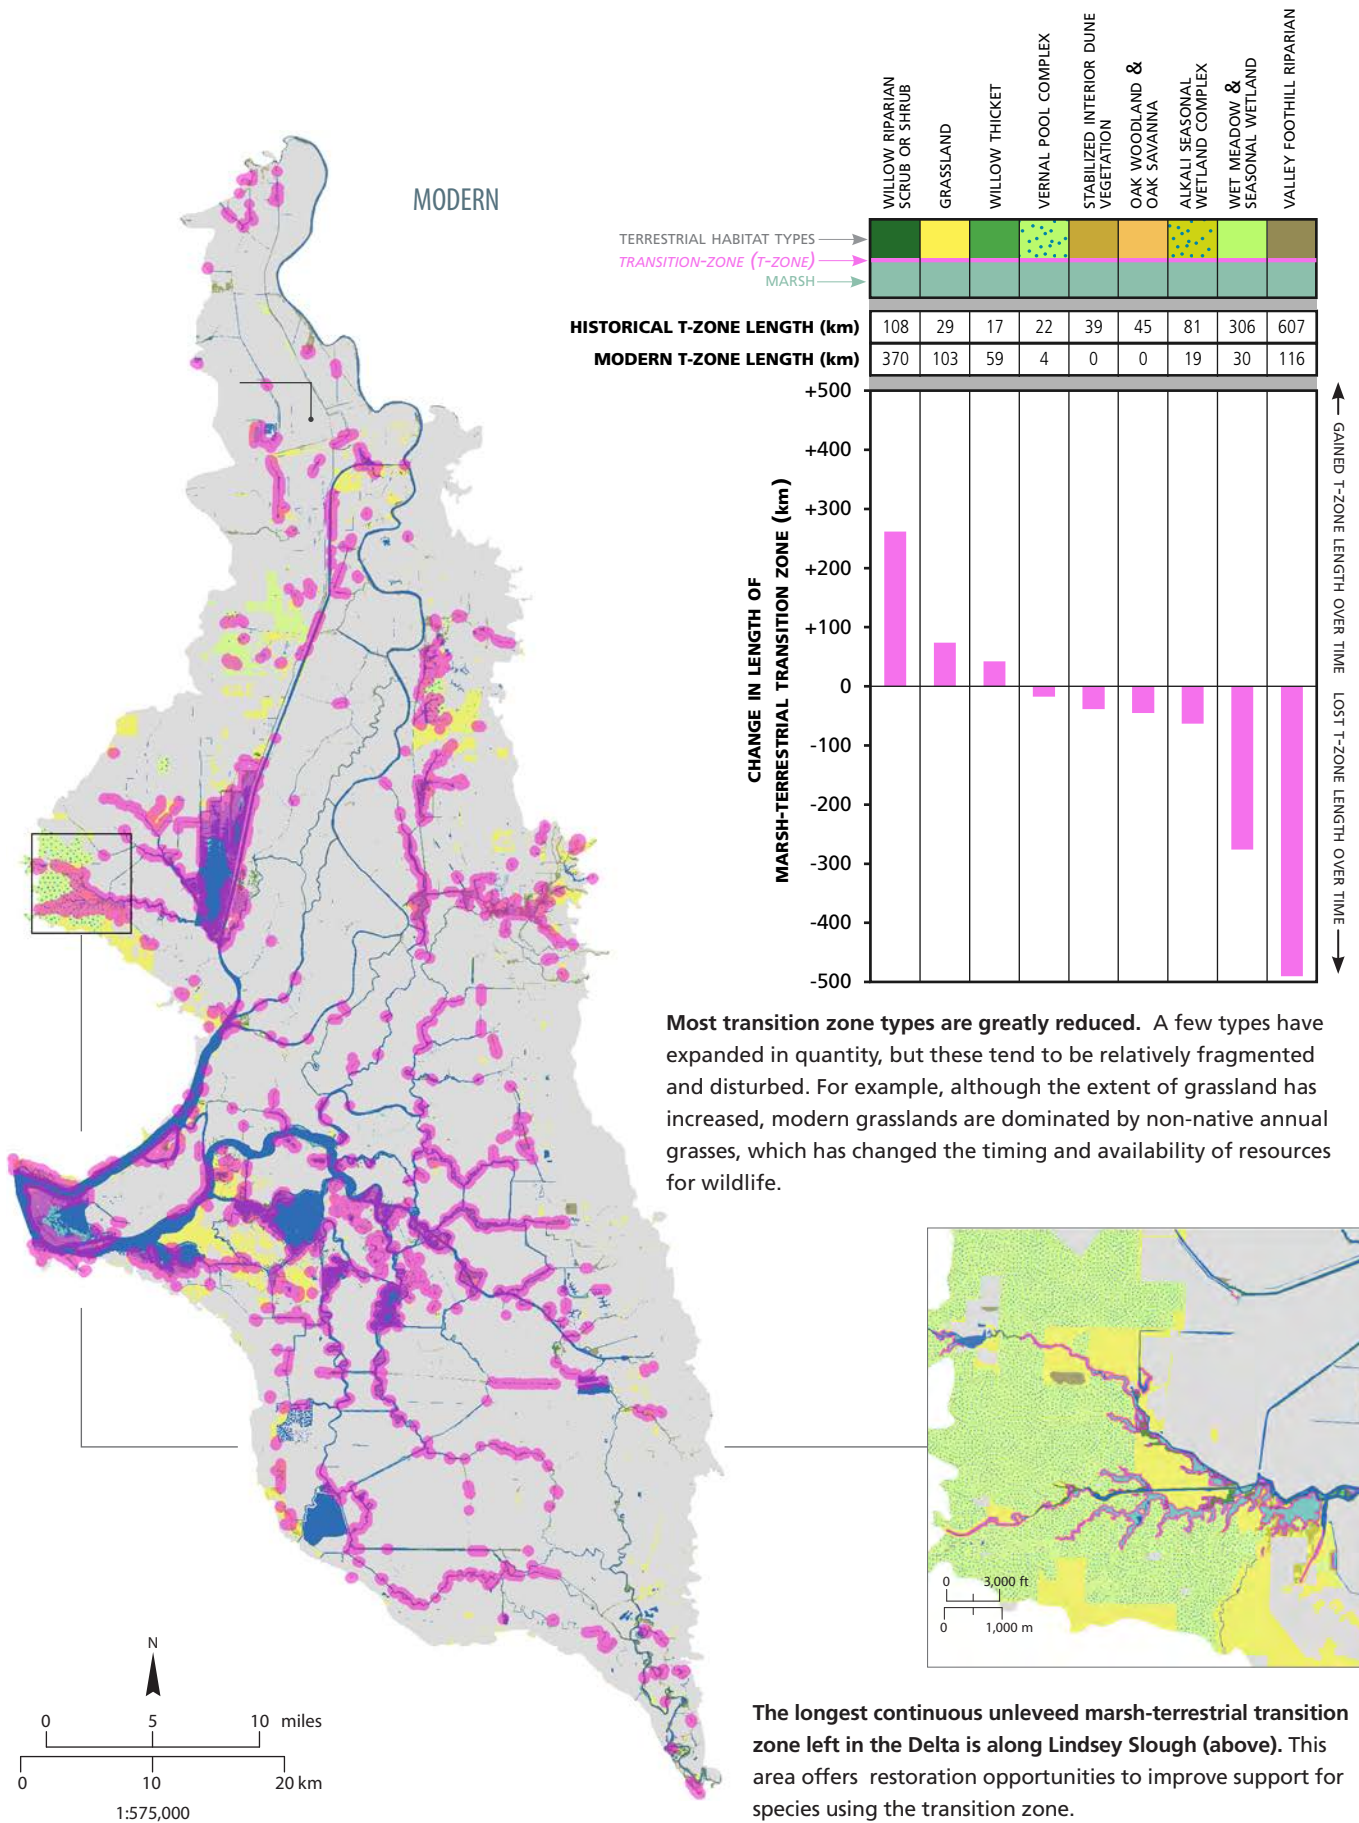 MODERN
WILLOW RIPARIAN
SCRUB OR SHRUB
GRASSLAND
WILLOW THICKET
VERNAL POOL COMPLEX
STABILIZED INTERIOR DUNE
VEGETATION
OAK WOODLAND &
OAK SAVANNA
ALKALI SEASONAL
WETLAND COMPLEX
WET MEADOW &
SEASONAL WETLAND
VALLEY FOOTHILL RIPARIAN
TERRESTRIAL HABITAT TYPES
TRANSITION-ZONE (T-ZONE)
MARSH
HISTORICAL T-ZONE LENGTH (km) 108 29 17 22 39 45 81 306 607
MODERN T-ZONE LENGTH (km) 370 103 59 4 0 0 19 30 116
CHANGE IN LENGTH OF
MARSH-TERRESTRIAL TRANSITION ZONE (km)
+500
+400
+300
+200
+100
0
-100
-200
-300
-400
-500
GAINED T-ZONE LENGTH OVER TIME
LOST T-ZONE LENGTH OVER TIME
Most transition zone types are greatly reduced. A few types have
expanded in quantity, but these tend to be relatively fragmented
and disturbed. For example, although the extent of grassland has
increased, modern grasslands are dominated by non-native annual
grasses, which has changed the timing and availability of resources
for wildlife.
0 3,000 ft
0 1,000 m
The longest continuous unleveed marsh-terrestrial transition
zone left in the Delta is along Lindsey Slough (above). This
area offers restoration opportunities to improve support for
species using the transition zone.
N
0 5 10 miles
0 10 20 km
1:575,000